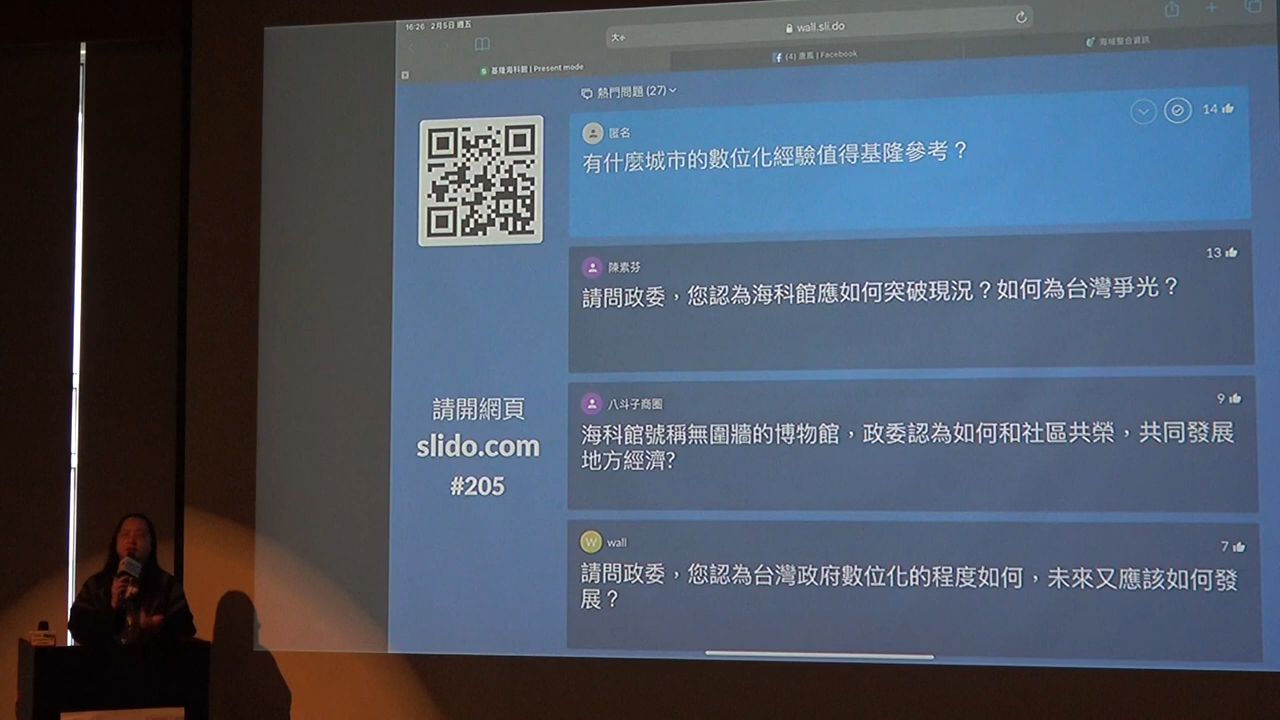 16:26 2月5日 週五
大+
wall.sli.do
基隆海科館 | Present mode
(4) 唐鳳 | Facebook
海域整合資訊
熱門問題 (27)
匿名
14
有什麼城市的數位化經驗值得基隆參考？
陳素芬
13
請問政委，您認為海科館應如何突破現況？如何為台灣爭光？
八斗子商圈
9
海科館號稱無圍牆的博物館，政委認為如何和社區共榮，共同發展
地方經濟?
W
wall
7
請問政委，您認為台灣政府數位化的程度如何，未來又應該如何發
展？
請開網頁
slido.com
#205